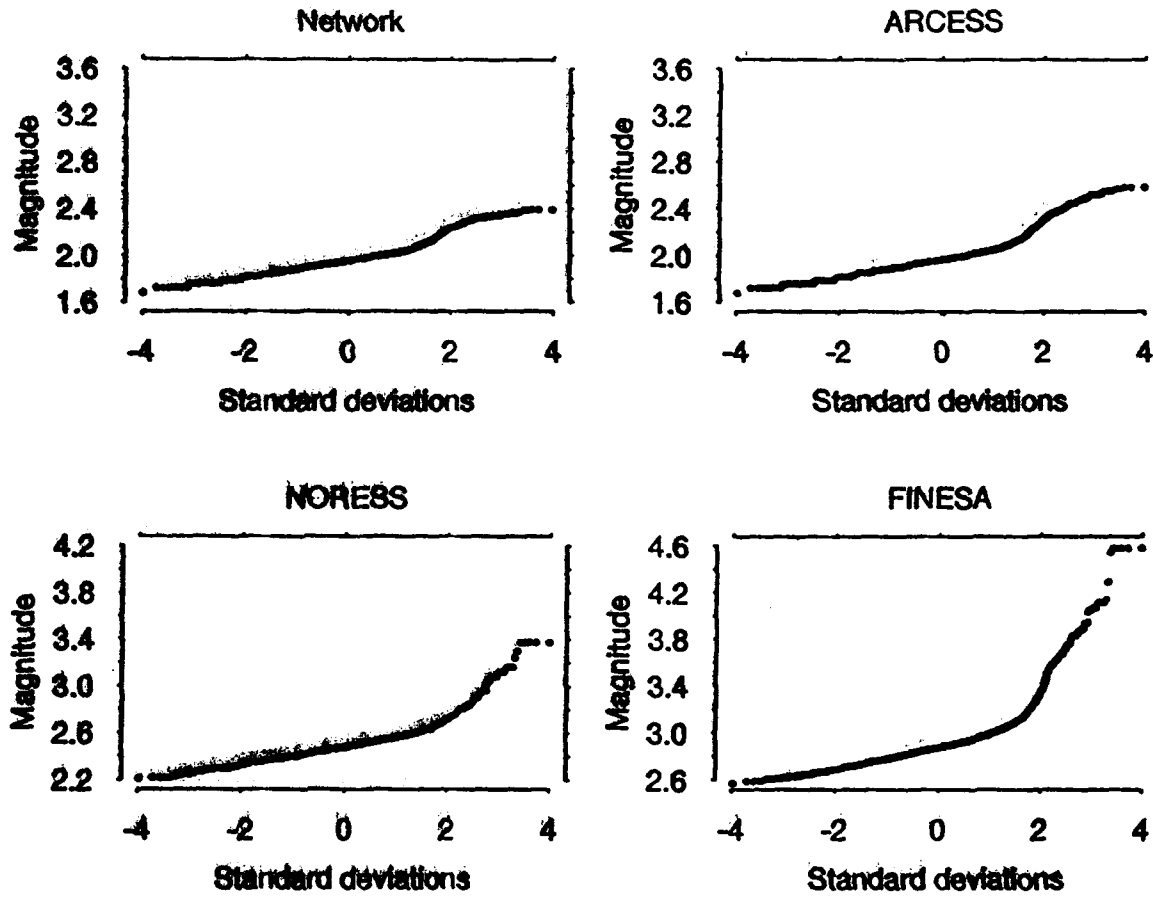 Network
3.6
3.2
2.8
2.4
2.0
1.6
Magnitude
-4 -2 0 2 4
Standard deviations
ARCESS
3.6
3.2
2.8
2.4
2.0
1.6
Magnitude
-4 -2 0 2 4
Standard deviations
NORESS
4.2
3.8
3.4
3.0
2.6
2.2
Magnitude
-4 -2 0 2 4
Standard deviations
FINESA
4.6
4.2
3.8
3.4
3.0
2.6
Magnitude
-4 -2 0 2 4
Standard deviations